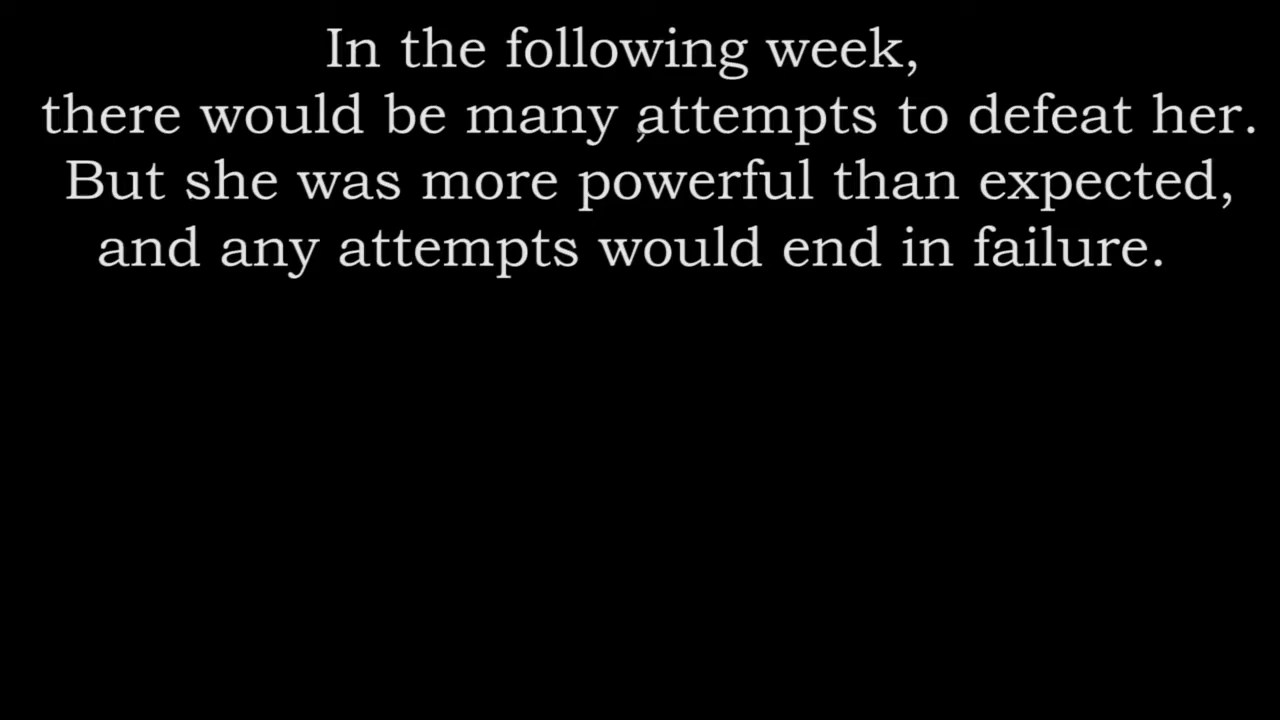 In the following week,
there would be many attempts to defeat her.
But she was more powerful than expected,
and any attempts would end in failure.